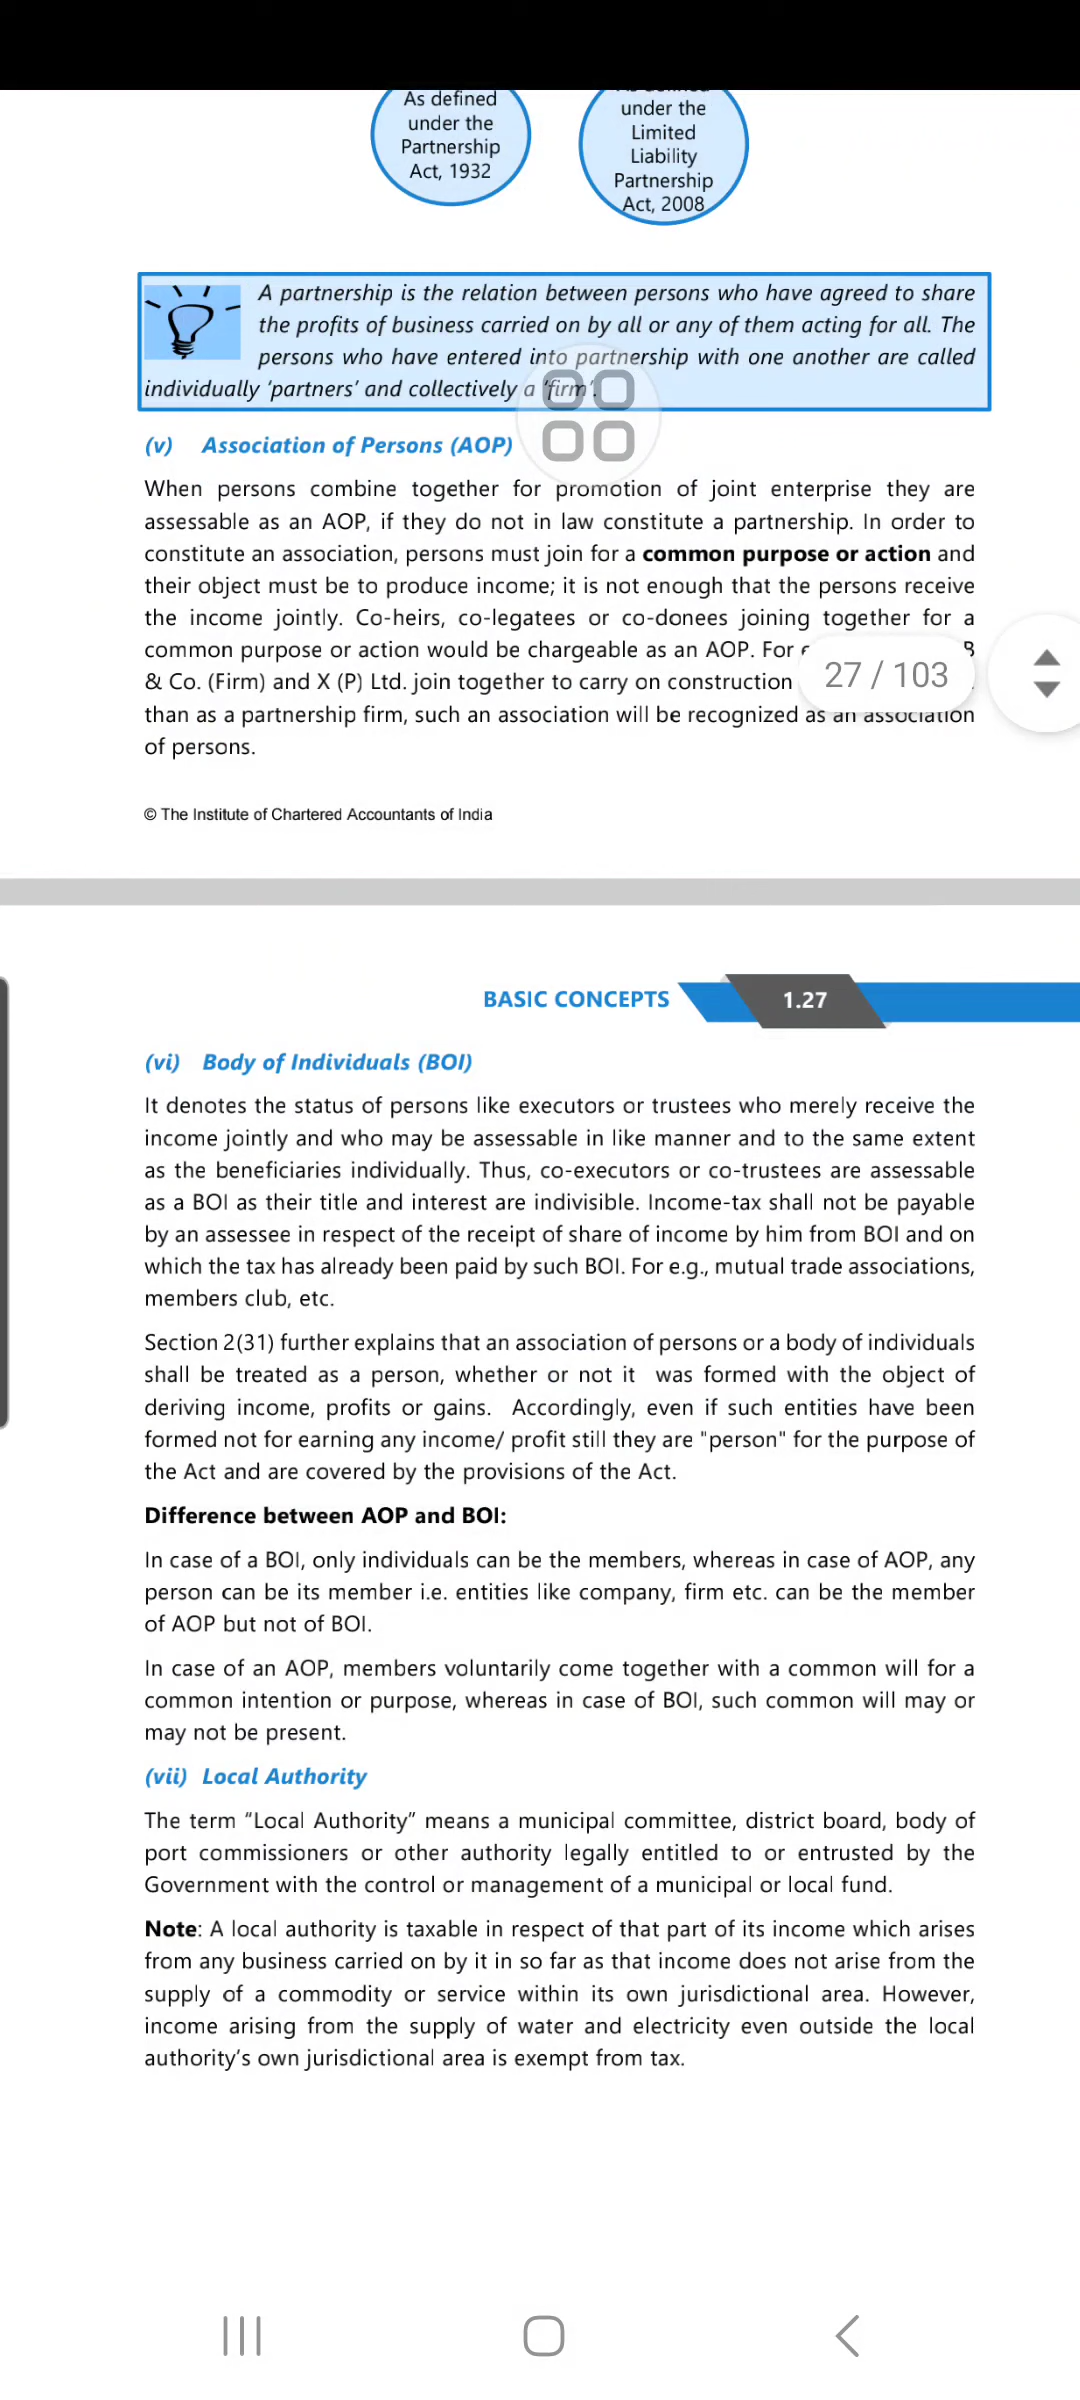 As defined
under the
Partnership
Act, 1932
under the
Limited
Liability
Partnership
Act, 2008
A partnership is the relation between persons who have agreed to share
the profits of business carried on by all or any of them acting for all. The
persons who have entered into partnership with one another are called
individually ‘partners’ and collectively a ‘firm’.
(v) Association of Persons (AOP)
When persons combine together for promotion of joint enterprise they are
assessable as an AOP, if they do not in law constitute a partnership. In order to
constitute an association, persons must join for a common purpose or action and
their object must be to produce income; it is not enough that the persons receive
the income jointly. Co-heirs, co-legatees or co-donees joining together for a
common purpose or action would be chargeable as an AOP. For B
27 / 103
& Co. (Firm) and X (P) Ltd. join together to carry on construction
than as a partnership firm, such an association will be recognized as an association
of persons.
© The Institute of Chartered Accountants of India
BASIC CONCEPTS 1.27
(vi) Body of Individuals (BOI)
It denotes the status of persons like executors or trustees who merely receive the
income jointly and who may be assessable in like manner and to the same extent
as the beneficiaries individually. Thus, co-executors or co-trustees are assessable
as a BOI as their title and interest are indivisible. Income-tax shall not be payable
by an assessee in respect of the receipt of share of income by him from BOI and on
which the tax has already been paid by such BOI. For e.g., mutual trade associations,
members club, etc.
Section 2(31) further explains that an association of persons or a body of individuals
shall be treated as a person, whether or not it was formed with the object of
deriving income, profits or gains. Accordingly, even if such entities have been
formed not for earning any income/ profit still they are "person" for the purpose of
the Act and are covered by the provisions of the Act.
Difference between AOP and BOI:
In case of a BOI, only individuals can be the members, whereas in case of AOP, any
person can be its member i.e. entities like company, firm etc. can be the member
of AOP but not of BOI.
In case of an AOP, members voluntarily come together with a common will for a
common intention or purpose, whereas in case of BOI, such common will may or
may not be present.
(vii) Local Authority
The term “Local Authority” means a municipal committee, district board, body of
port commissioners or other authority legally entitled to or entrusted by the
Government with the control or management of a municipal or local fund.
Note: A local authority is taxable in respect of that part of its income which arises
from any business carried on by it in so far as that income does not arise from the
supply of a commodity or service within its own jurisdictional area. However,
income arising from the supply of water and electricity even outside the local
authority’s own jurisdictional area is exempt from tax.